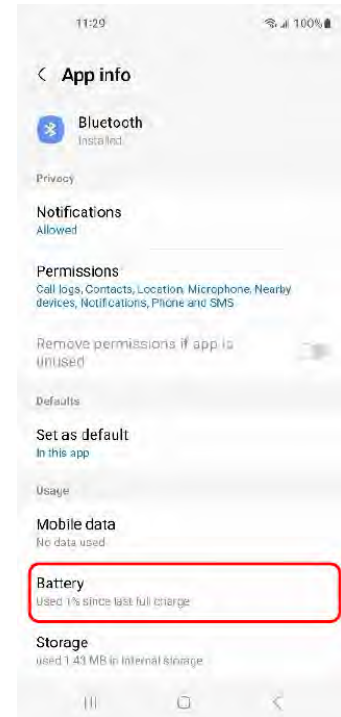 11:29
100%
App info
Bluetooth
Installed
Privacy
Notifications
Allowed
Permissions
Call logs, Contacts, Location, Microphone, Nearby
devices, Notifications, Phone and SMS
Remove permissions if app is
unused
Defaults
Set as default
In this app
Usage
Mobile data
No data used
Battery
Used 1% since last full charge
Storage
used 1.43 MB in Internal storage